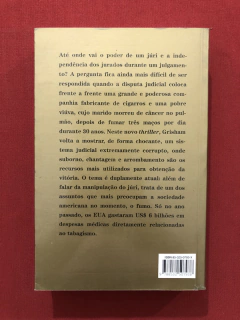 Até onde vai o poder de um júri e a inde-
pendência dos jurados durante um julgamen-
to? A pergunta fica ainda mais difícil de ser
respondida quando a disputa judicial coloca
frente a frente uma grande e poderosa com-
panhia fabricante de cigarros e uma pobre
viúva, cujo marido morreu de câncer no pul-
mão, depois de fumar três maços por dia
durante 30 anos. Neste novo thriller, Grisham
volta a mostrar, de forma chocante, um sis-
tema judicial extremamente corrupto, onde
suborno, chantagem e arrombamento são os
recursos mais utilizados para obtenção da
vitória. O tema é duplamente atual: além de
falar da manipulação do júri, trata de um dos
assuntos que mais preocupam a sociedade
americana no momento, o fumo. Só no ano
passado, os EUA gastaram US$ 6 bilhões em
despesas médicas diretamente relacionadas
ao tabagismo.